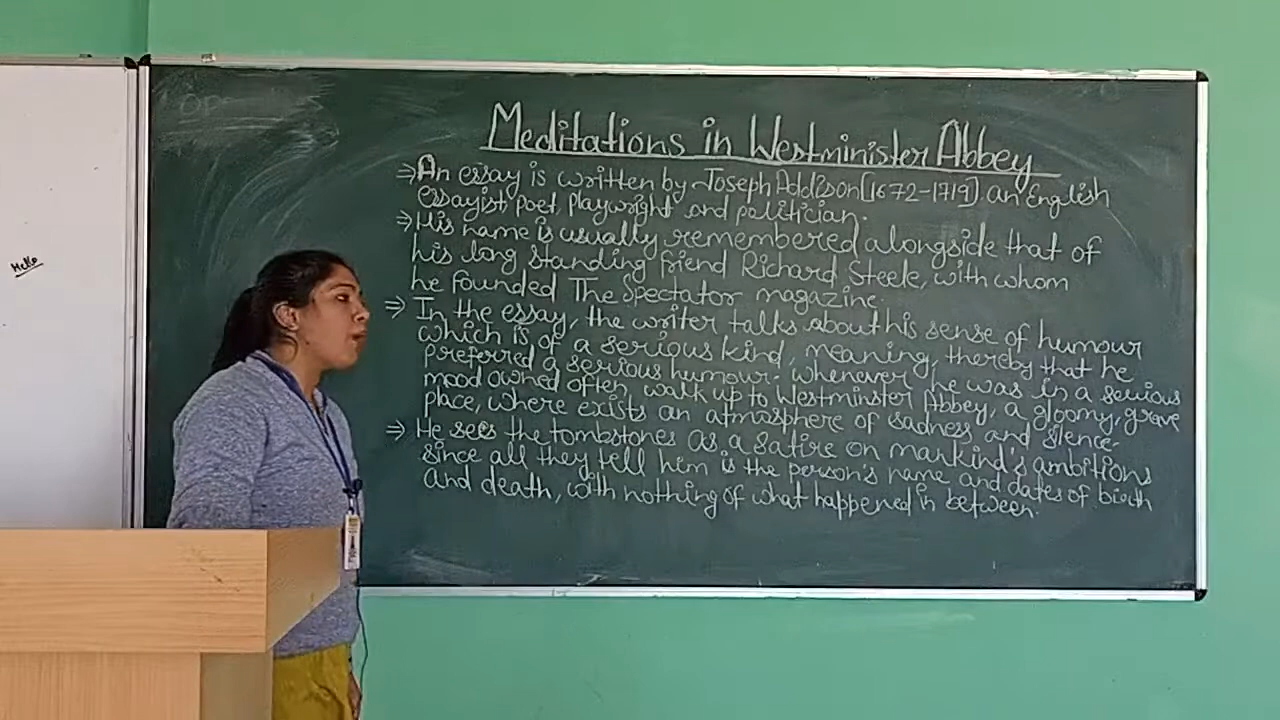 Hello
Meditations in Westminister Abbey
⇒ An essay is written by Joseph Addison [1672-1719] an English
essayist, poet, playwright and politician.
⇒ His name is usually remembered alongside that of
his long standing friend Richard Steele, with whom
he founded The Spectator magazine.
⇒ In the essay, the writer talks about his sense of humour
which is of a serious kind, meaning, thereby that he
preferred a serious humour. Whenever he was in a serious
mood owned often, walk up to Westminster Abbey, a gloomy, grave
place, where exists an atmosphere of sadness and silence.
⇒ He sees the tombstones as a satire on mankind's ambitions
since all they tell him is the person's name and dates of birth
and death, with nothing of what happened in between.